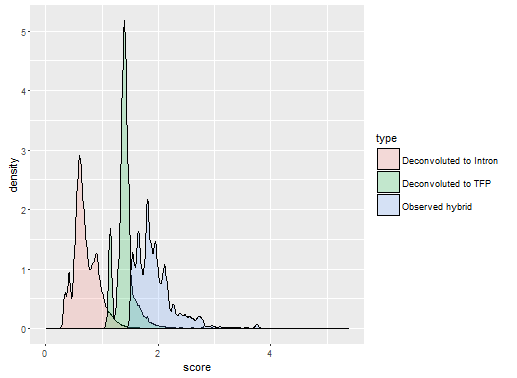 5
4
3
2
1
0
density
0
2
4
score
type
Deconvoluted to Intron
Deconvoluted to TFP
Observed hybrid